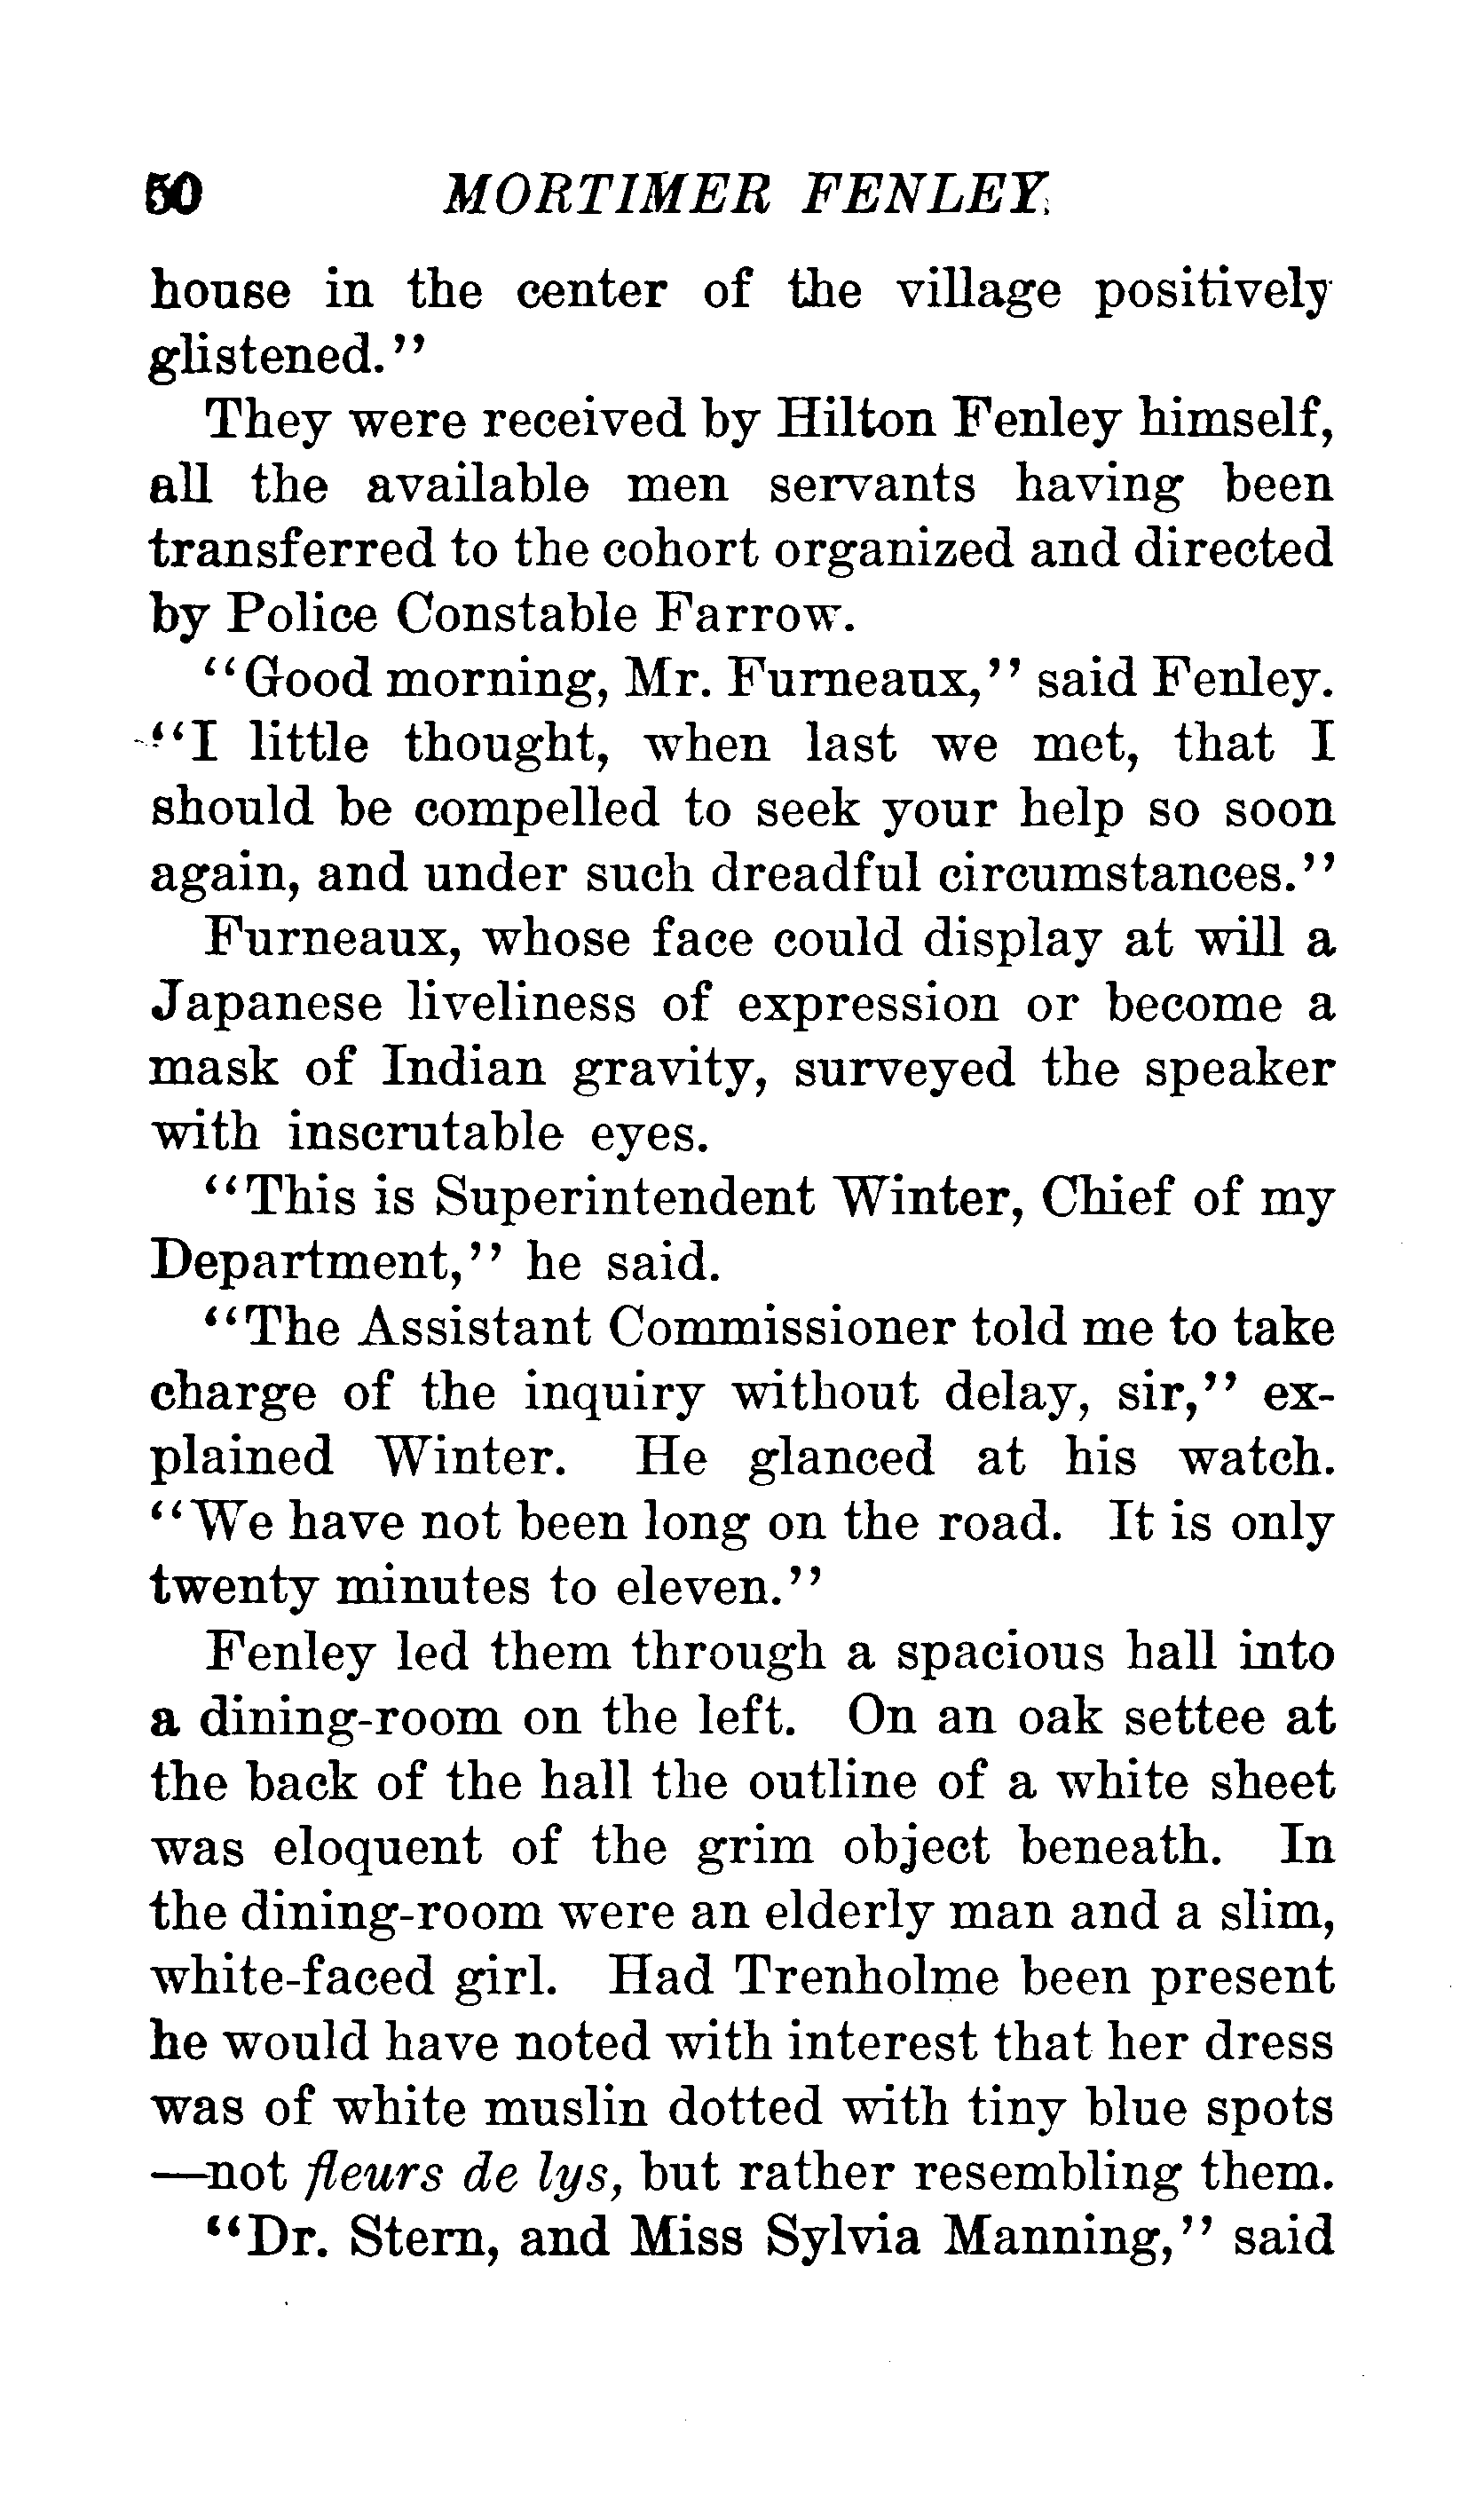 50 MORTIMER FENLEY
house in the center of the village positively
glistened."
They were received by Hilton Fenley himself,
all the available men servants having been
transferred to the cohort organized and directed
by Police Constable Farrow.
"Good morning, Mr. Furneaux," said Fenley.
"I little thought, when last we met, that I
should be compelled to seek your help so soon
again, and under such dreadful circumstances."
Furneaux, whose face could display at will a
Japanese liveliness of expression or become a
mask of Indian gravity, surveyed the speaker
with inscrutable eyes.
"This is Superintendent Winter, Chief of my
Department," he said.
"The Assistant Commissioner told me to take
charge of the inquiry without delay, sir," ex-
plained Winter. He glanced at his watch.
"We have not been long on the road. It is only
twenty minutes to eleven."
Fenley led them through a spacious hall into
a dining-room on the left. On an oak settee at
the back of the hall the outline of a white sheet
was eloquent of the grim object beneath. In
the dining-room were an elderly man and a slim,
white-faced girl. Had Trenholme been present
he would have noted with interest that her dress
was of white muslin dotted with tiny blue spots
—not fleurs de lys, but rather resembling them.
"Dr. Stern, and Miss Sylvia Manning," said